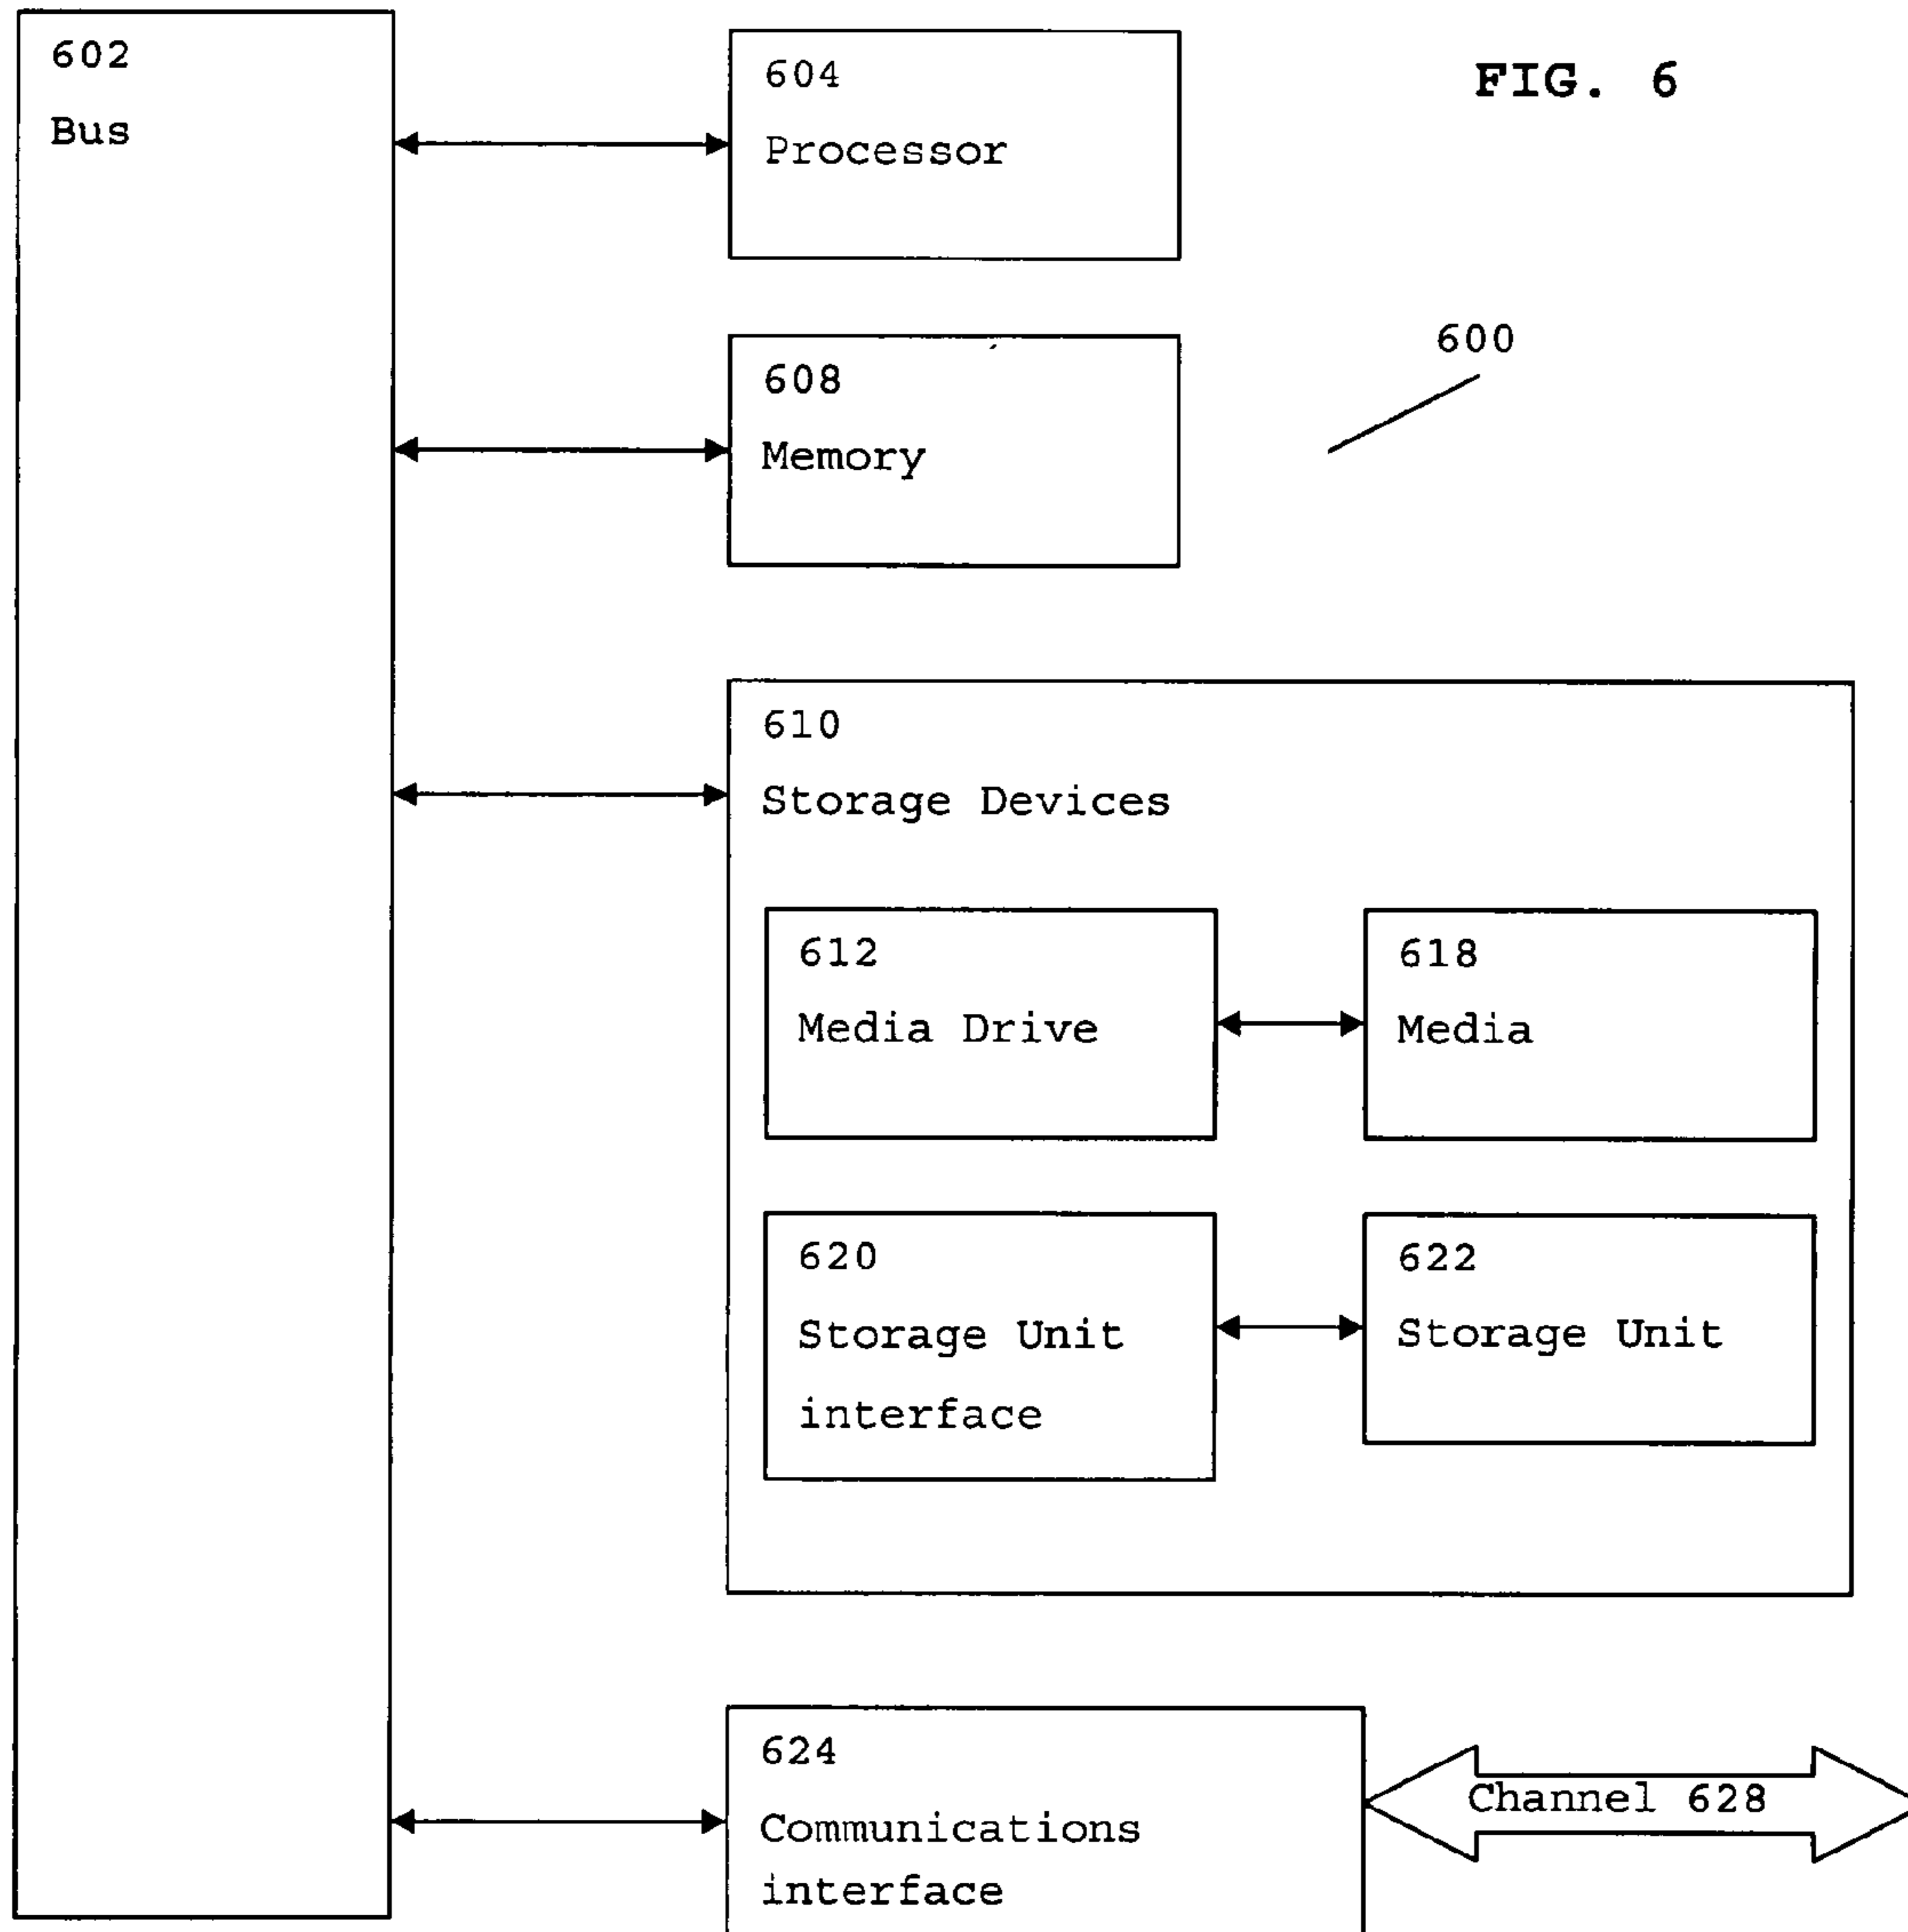 602
Bus
604
Processor
FIG. 6
608
Memory
600
610
Storage Devices
612
Media Drive
618
Media
620
Storage Unit
interface
622
Storage Unit
624
Communications
interface
Channel 628